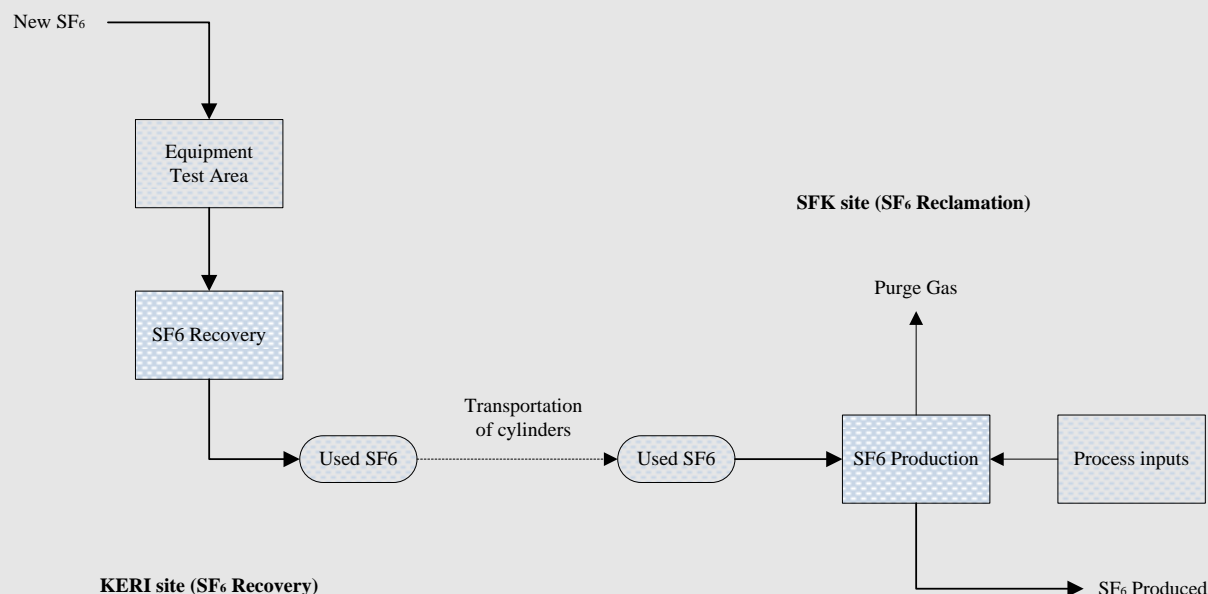 New SF₆
Equipment
Test Area
SFK site (SF₆ Reclamation)
SF6 Recovery
Purge Gas
Transportation
of cylinders
Used SF6
Used SF6
SF6 Production
Process inputs
KERI site (SF₆ Recovery)
SF₆ Produced